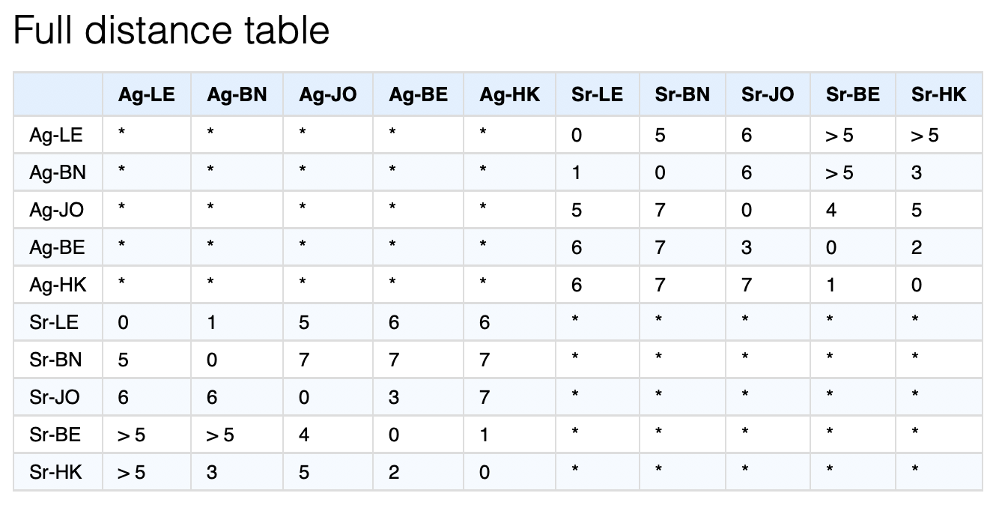 Full distance table
Ag-LE Ag-BN Ag-JO Ag-BE Ag-HK Sr-LE Sr-BN Sr-JO Sr-BE Sr-HK
Ag-LE * * * * * 0 5 6 > 5 > 5
Ag-BN * * * * * 1 0 6 > 5 3
Ag-JO * * * * * 5 7 0 4 5
Ag-BE * * * * * 6 7 3 0 2
Ag-HK * * * * * 6 7 7 1 0
Sr-LE 0 1 5 6 6 * * * * *
Sr-BN 5 0 7 7 7 * * * * *
Sr-JO 6 6 0 3 7 * * * * *
Sr-BE > 5 > 5 4 0 1 * * * * *
Sr-HK > 5 3 5 2 0 * * * * *